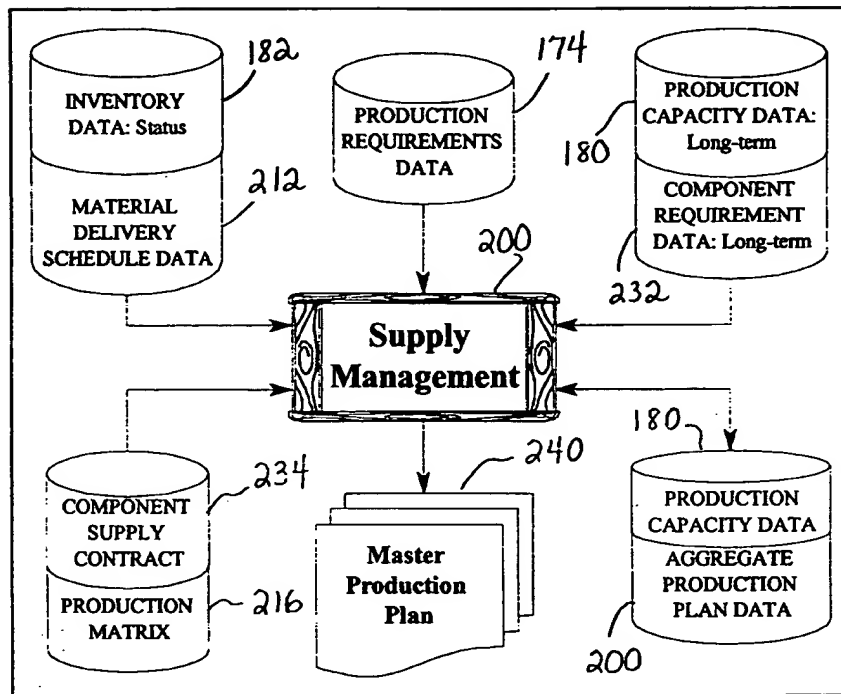 182
INVENTORY
DATA: Status
212
MATERIAL
DELIVERY
SCHEDULE DATA
174
PRODUCTION
REQUIREMENTS
DATA
PRODUCTION
CAPACITY DATA:
Long-term
180
COMPONENT
REQUIREMENT
DATA: Long-term
232
200
Supply
Management
234
COMPONENT
SUPPLY
CONTRACT
PRODUCTION
MATRIX
216
240
Master
Production
Plan
180
PRODUCTION
CAPACITY DATA
AGGREGATE
PRODUCTION
PLAN DATA
200